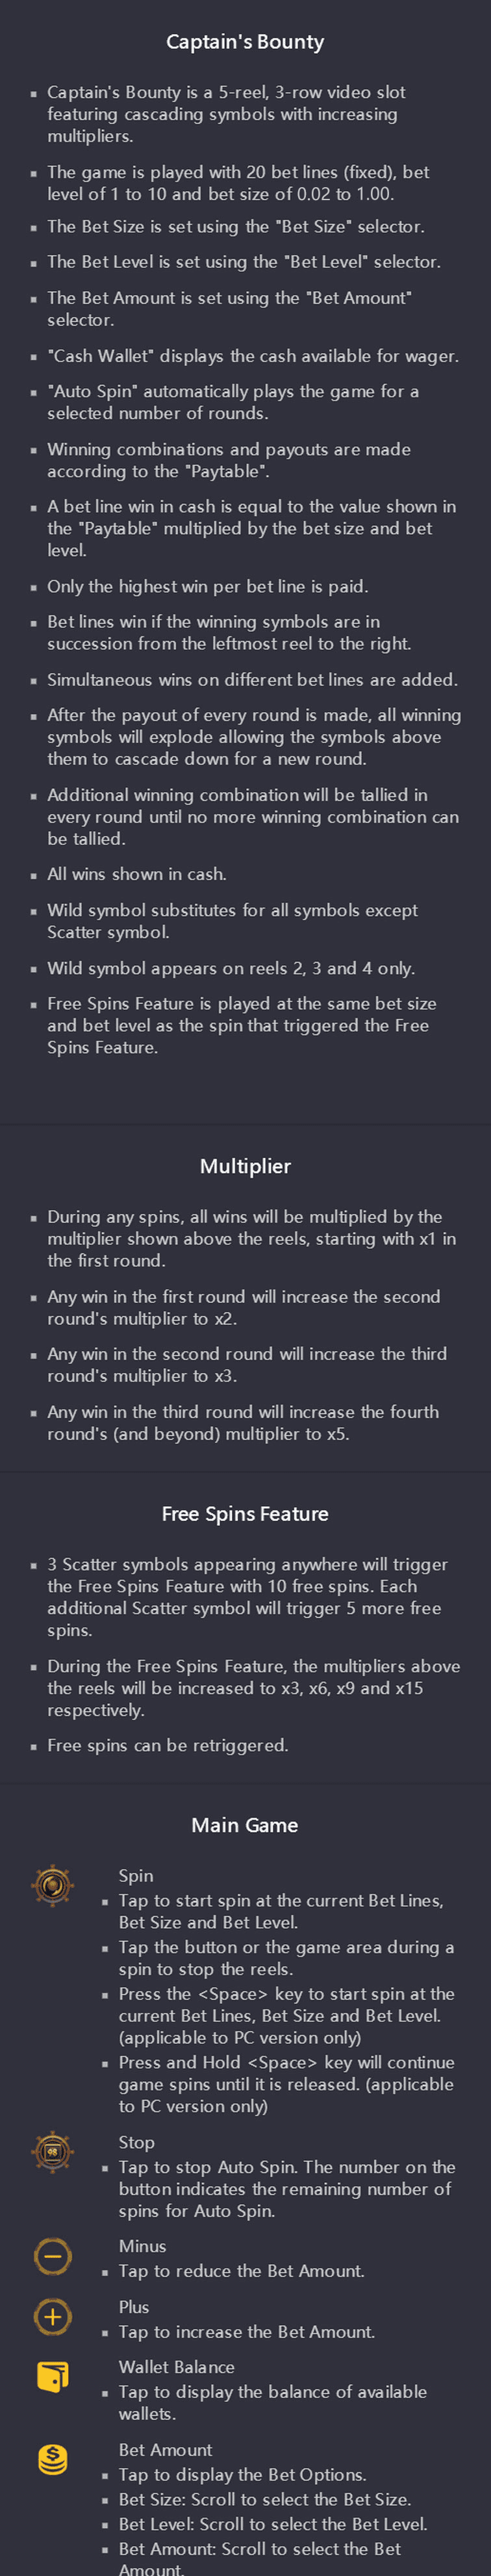 Captain's Bounty
Captain's Bounty is a 5-reel, 3-row video slot
featuring cascading symbols with increasing
multipliers.
The game is played with 20 bet lines (fixed), bet
level of 1 to 10 and bet size of 0.02 to 1.00.
The Bet Size is set using the "Bet Size" selector.
The Bet Level is set using the "Bet Level" selector.
The Bet Amount is set using the "Bet Amount"
selector.
"Cash Wallet" displays the cash available for wager.
"Auto Spin" automatically plays the game for a
selected number of rounds.
Winning combinations and payouts are made
according to the "Paytable".
A bet line win in cash is equal to the value shown in
the "Paytable" multiplied by the bet size and bet
level.
Only the highest win per bet line is paid.
Bet lines win if the winning symbols are in
succession from the leftmost reel to the right.
Simultaneous wins on different bet lines are added.
After the payout of every round is made, all winning
symbols will explode allowing the symbols above
them to cascade down for a new round.
Additional winning combination will be tallied in
every round until no more winning combination can
be tallied.
All wins shown in cash.
Wild symbol substitutes for all symbols except
Scatter symbol.
Wild symbol appears on reels 2, 3 and 4 only.
Free Spins Feature is played at the same bet size
and bet level as the spin that triggered the Free
Spins Feature.
Multiplier
During any spins, all wins will be multiplied by the
multiplier shown above the reels, starting with x1 in
the first round.
Any win in the first round will increase the second
round's multiplier to x2.
Any win in the second round will increase the third
round's multiplier to x3.
Any win in the third round will increase the fourth
round's (and beyond) multiplier to x5.
Free Spins Feature
3 Scatter symbols appearing anywhere will trigger
the Free Spins Feature with 10 free spins. Each
additional Scatter symbol will trigger 5 more free
spins.
During the Free Spins Feature, the multipliers above
the reels will be increased to x3, x6, x9 and x15
respectively.
Free spins can be retriggered.
Main Game
Spin
Tap to start spin at the current Bet Lines,
Bet Size and Bet Level.
Tap the button or the game area during a
spin to stop the reels.
Press the <Space> key to start spin at the
current Bet Lines, Bet Size and Bet Level.
(applicable to PC version only)
Press and Hold <Space> key will continue
game spins until it is released. (applicable
to PC version only)
98
Stop
Tap to stop Auto Spin. The number on the
button indicates the remaining number of
spins for Auto Spin.
Minus
Tap to reduce the Bet Amount.
Plus
Tap to increase the Bet Amount.
Wallet Balance
Tap to display the balance of available
wallets.
Bet Amount
Tap to display the Bet Options.
Bet Size: Scroll to select the Bet Size.
Bet Level: Scroll to select the Bet Level.
Bet Amount: Scroll to select the Bet
Amount.